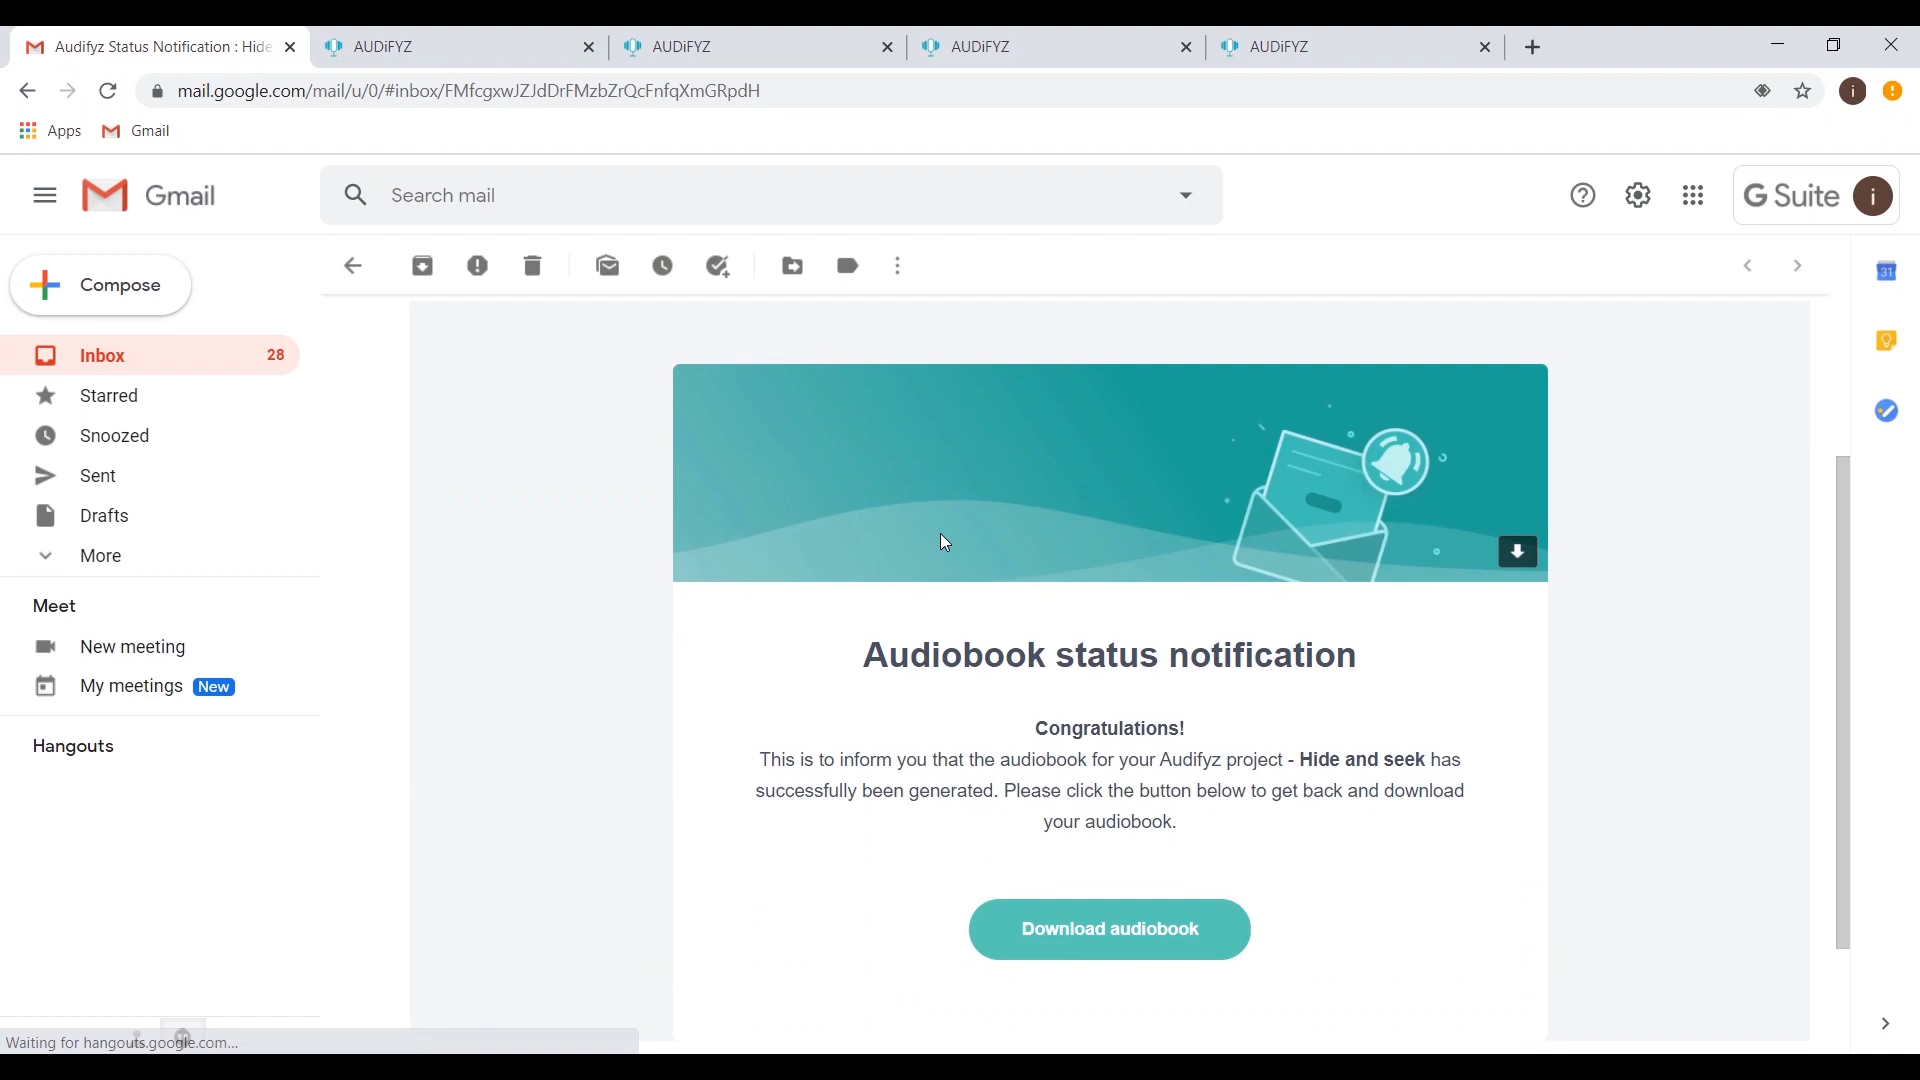 Audifyz Status Notification : Hide
AUDiFYZ
AUDiFYZ
AUDiFYZ
AUDiFYZ
mail.google.com/mail/u/0/#inbox/FMfcgxwJZJdDrFMzbZrQcFnfqXmGRpdH
i
Apps
Gmail
Gmail
Search mail
G Suite
i
Compose
31
Inbox
28
Starred
Snoozed
Sent
Drafts
More
Meet
New meeting
My meetings New
Hangouts
Audiobook status notification
Congratulations!
This is to inform you that the audiobook for your Audifyz project - Hide and seek has
successfully been generated. Please click the button below to get back and download
your audiobook.
Download audiobook
Waiting for hangouts.google.com...